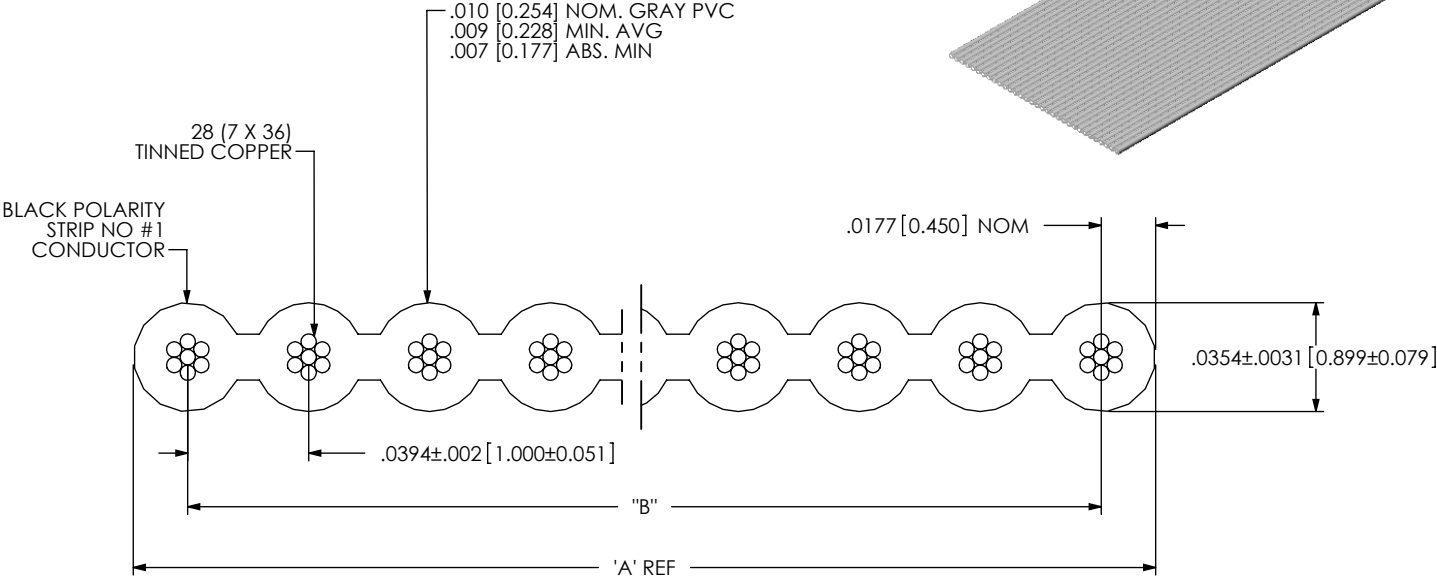 .010 [0.254] NOM. GRAY PVC
.009 [0.228] MIN. AVG
.007 [0.177] ABS. MIN
28 (7 X 36)
TINNED COPPER
BLACK POLARITY
STRIP NO #1
CONDUCTOR
.0177 [0.450] NOM
.0354±.0031 [0.899±0.079]
.0394±.002 [1.000±0.051]
"B"
'A' REF